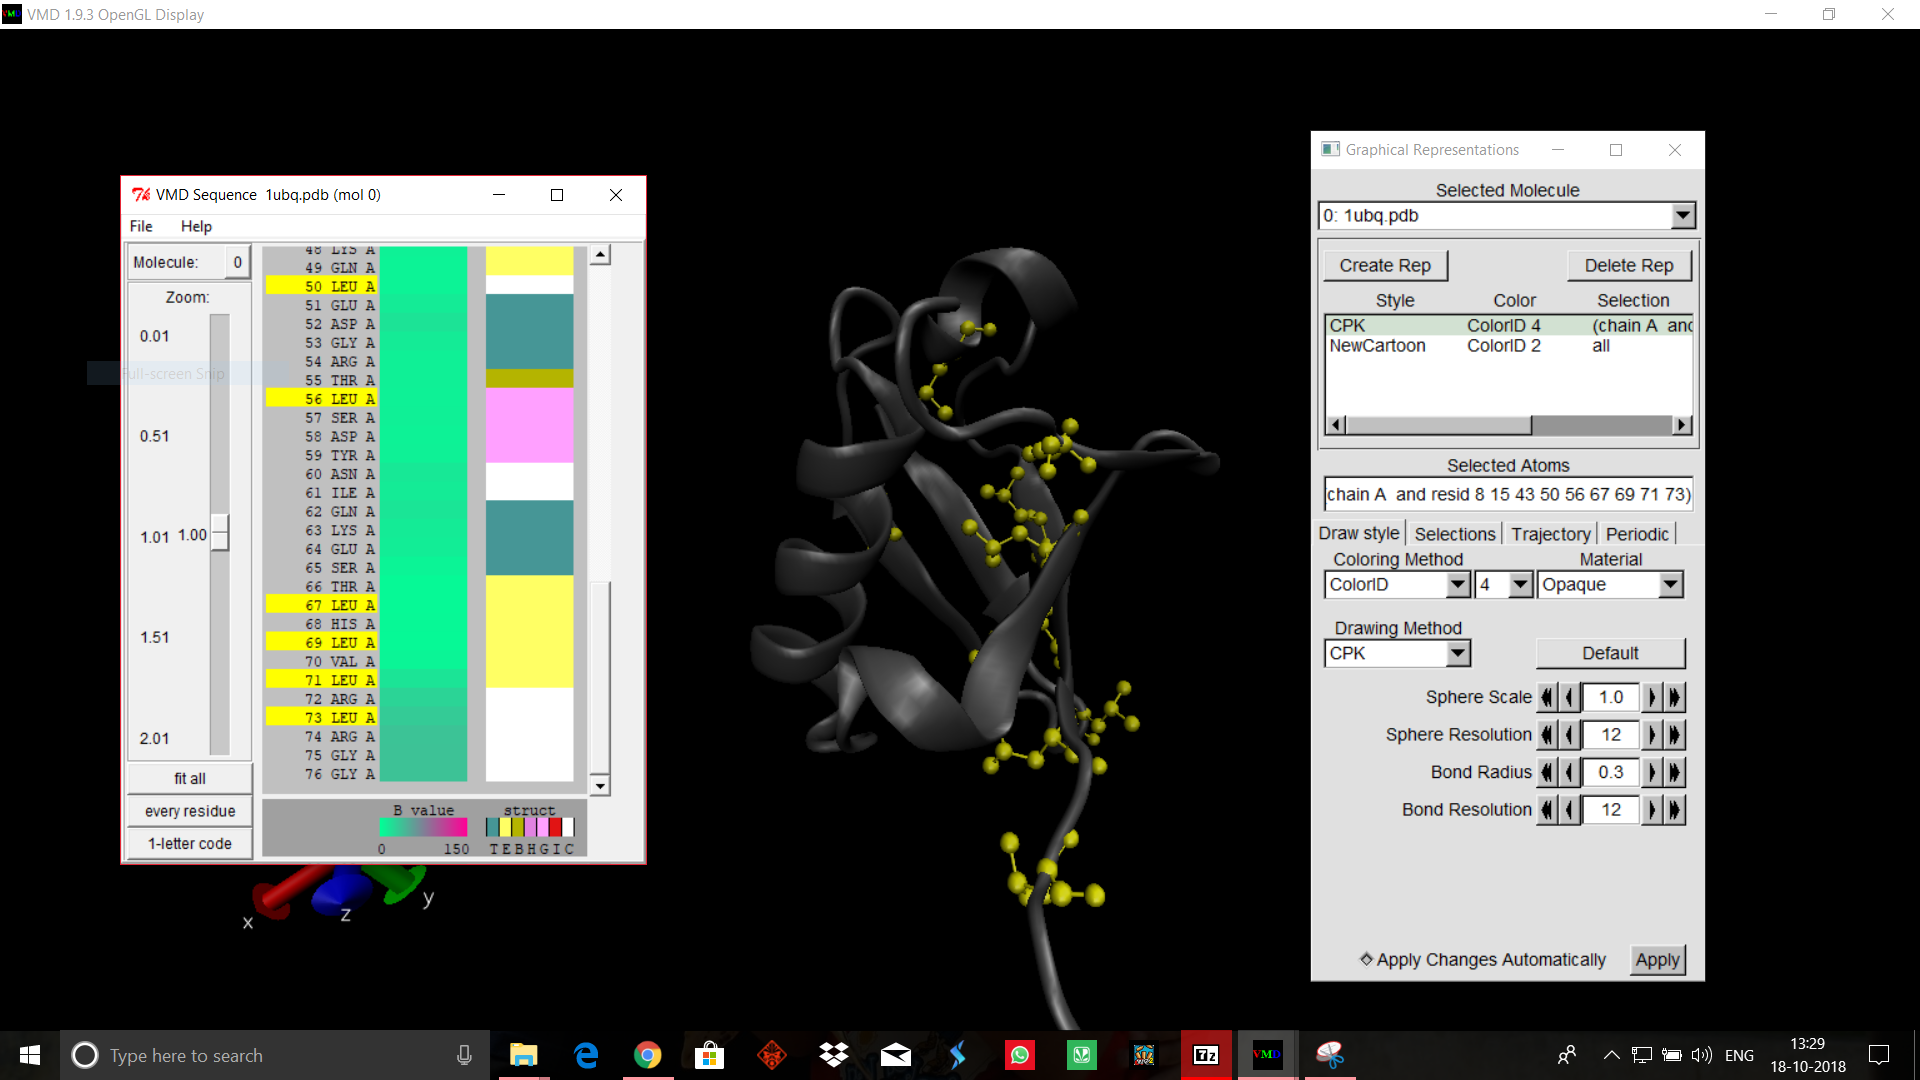 VMD 1.9.3 OpenGL Display
VMD Sequence 1ubq.pdb (mol 0)
File Help
Molecule: 0
Zoom:
0.01
Full-screen Snip
0.51
1.01 1.00
1.51
2.01
fit all
every residue
1-letter code
48 LYS A
49 GLN A
50 LEU A
51 GLU A
52 ASP A
53 GLY A
54 ARG A
55 THR A
56 LEU A
57 SER A
58 ASP A
59 TYR A
60 ASN A
61 ILE A
62 GLN A
63 LYS A
64 GLU A
65 SER A
66 THR A
67 LEU A
68 HIS A
69 LEU A
70 VAL A
71 LEU A
72 ARG A
73 LEU A
74 ARG A
75 GLY A
76 GLY A
B value struct
0 150 T E B H G I C
x z y
Graphical Representations
Selected Molecule
0: 1ubq.pdb
Create Rep Delete Rep
Style Color Selection
CPK ColorID 4 (chain A and
NewCartoon ColorID 2 all
Selected Atoms
(chain A and resid 8 15 43 50 56 67 69 71 73)
Draw style Selections Trajectory Periodic
Coloring Method Material
ColorID 4 Opaque
Drawing Method
CPK Default
Sphere Scale 1.0
Sphere Resolution 12
Bond Radius 0.3
Bond Resolution 12
Apply Changes Automatically Apply
Type here to search
7z
VMD
ENG
13:29
18-10-2018